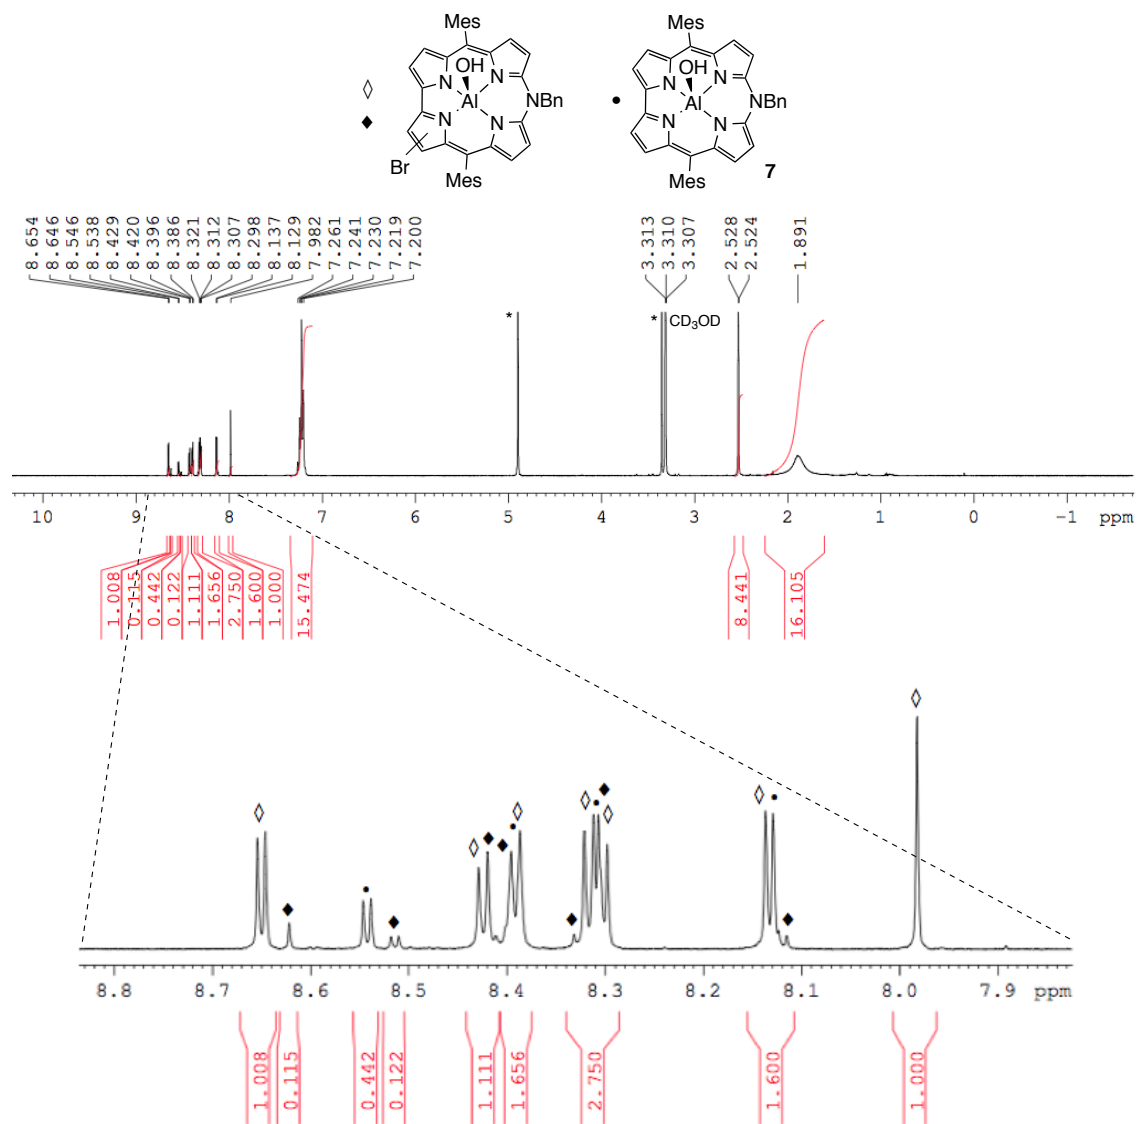 Mes
Mes
OH
OH
N
N
N
N
Al
NBn
Al
NBn
N
N
N
N
Br
Mes
Mes
7
8.654
8.646
8.546
8.538
8.429
8.420
8.396
8.386
8.321
8.312
8.307
8.298
8.137
8.129
7.982
7.261
7.241
7.230
7.219
7.200
3.313
3.310
3.307
2.528
2.524
1.891
*
*
CD3OD
10 9 8 7 6 5 4 3 2 1 0 -1 ppm
1.008
0.115
0.442
0.122
1.111
1.656
2.750
1.600
1.000
15.474
8.441
16.105
8.8 8.7 8.6 8.5 8.4 8.3 8.2 8.1 8.0 7.9 ppm
1.008
0.115
0.442
0.122
1.111
1.656
2.750
1.600
1.000